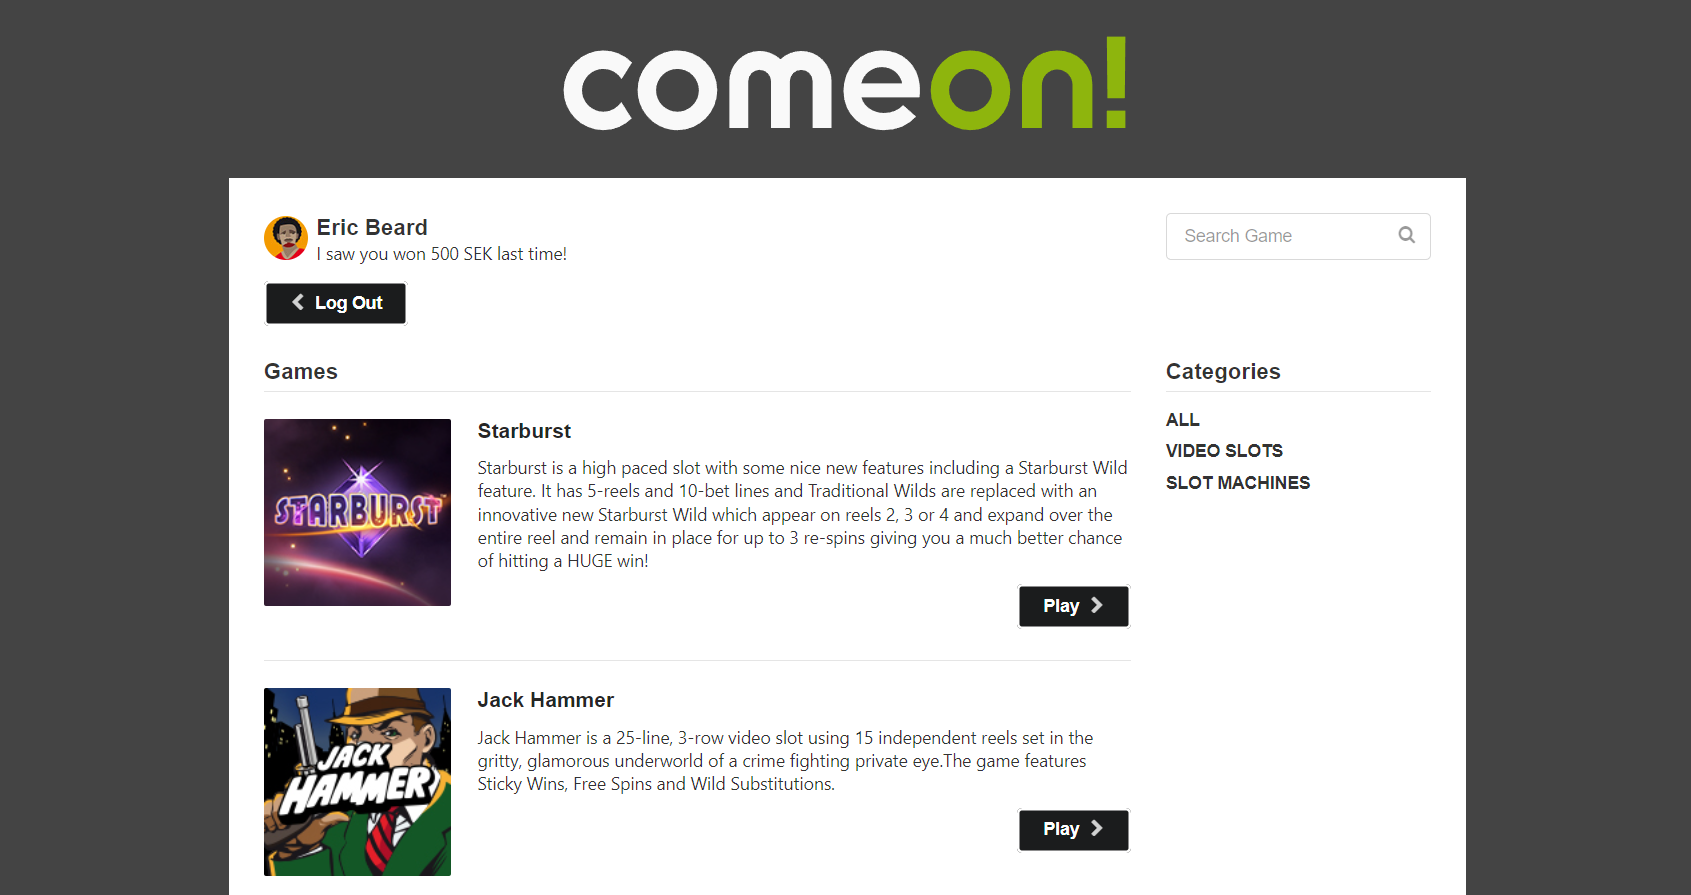 comeon!
Eric Beard
I saw you won 500 SEK last time!
Search Game
Log Out
Games
Categories
STARBURST
Starburst
Starburst is a high paced slot with some nice new features including a Starburst Wild
feature. It has 5-reels and 10-bet lines and Traditional Wilds are replaced with an
innovative new Starburst Wild which appear on reels 2, 3 or 4 and expand over the
entire reel and remain in place for up to 3 re-spins giving you a much better chance
of hitting a HUGE win!
Play
ALL
VIDEO SLOTS
SLOT MACHINES
JACK
HAMMER
Jack Hammer
Jack Hammer is a 25-line, 3-row video slot using 15 independent reels set in the
gritty, glamorous underworld of a crime fighting private eye.The game features
Sticky Wins, Free Spins and Wild Substitutions.
Play